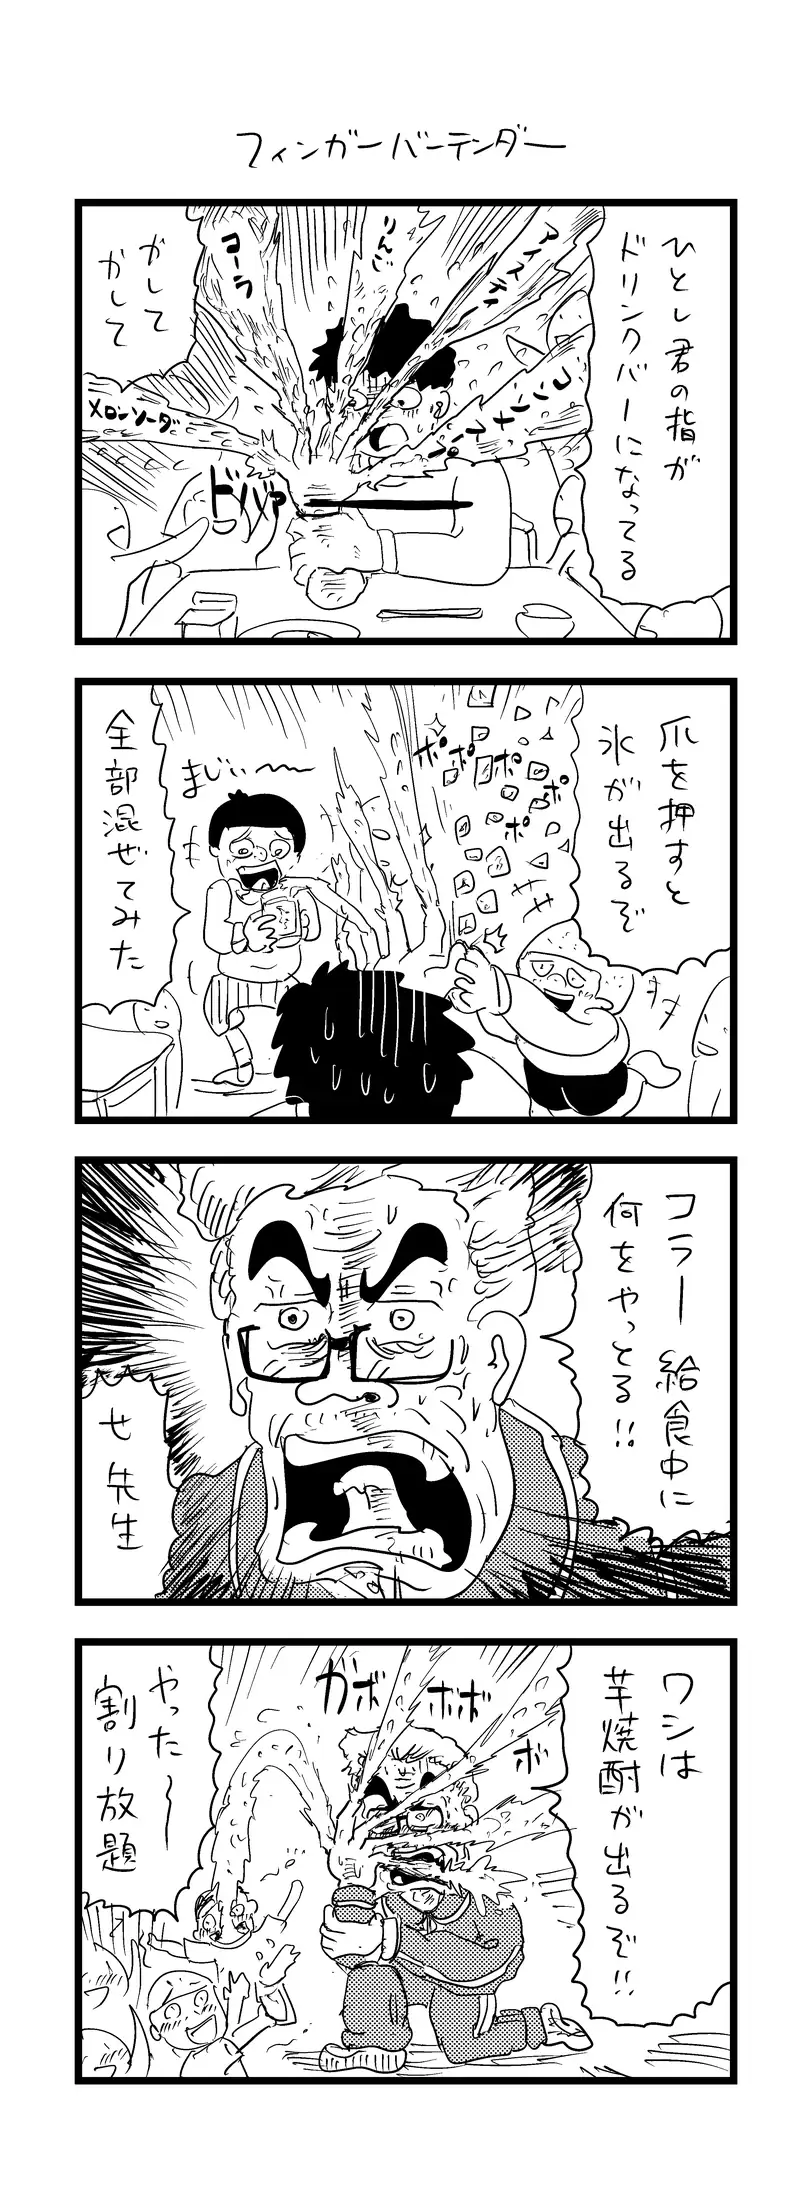 フィンガーバーテンダー
ひとし君の指が
ドリンクバーになってる
アイスティ
りんご
コーラ
メロンソーダ
ドババァ
かして
かして
爪を押すと
氷が出るぞ
ポポポポポポ
まじぃ〜
全部混ぜてみた
コラー 給食中に
何をやっとる!!
せ先生
ワシは
芋焼酎が出るぞ!!
ガボボボボ
やった〜
割り放題